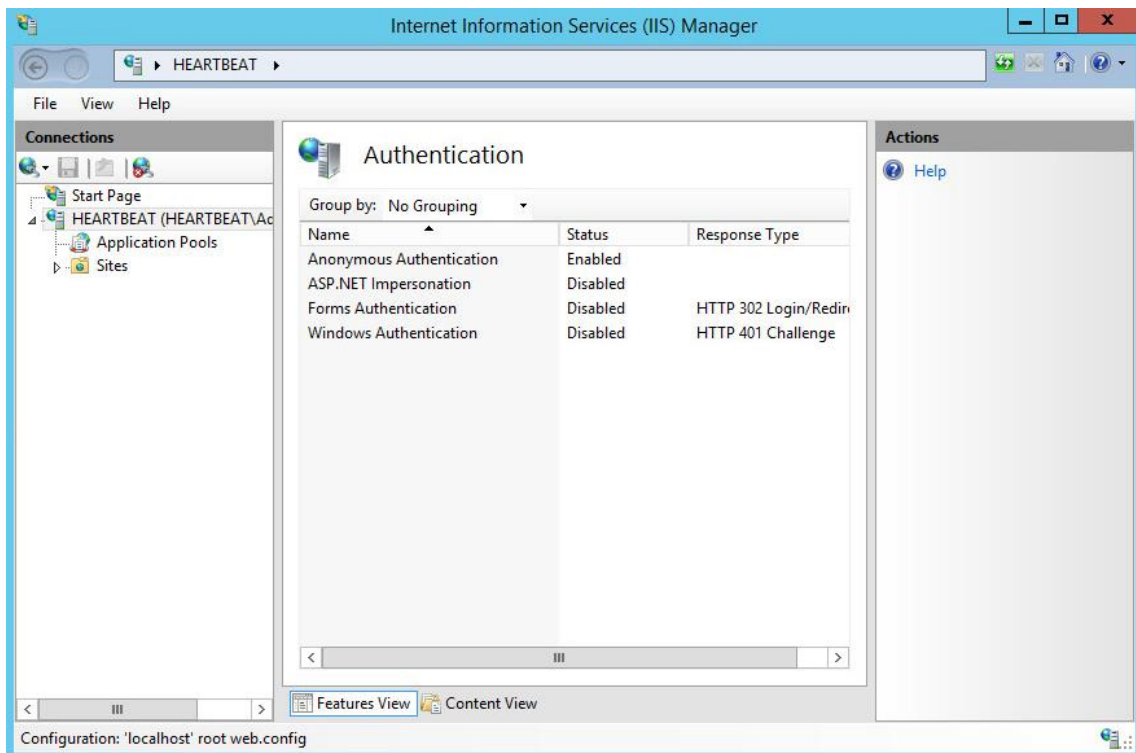 Internet Information Services (IIS) Manager
HEARTBEAT
File View Help
Connections
Start Page
HEARTBEAT (HEARTBEAT\Ac
Application Pools
Sites
Authentication
Group by: No Grouping
Name Status Response Type
Anonymous Authentication Enabled
ASP.NET Impersonation Disabled
Forms Authentication Disabled HTTP 302 Login/Redir
Windows Authentication Disabled HTTP 401 Challenge
Features View Content View
Actions
Help
Configuration: 'localhost' root web.config